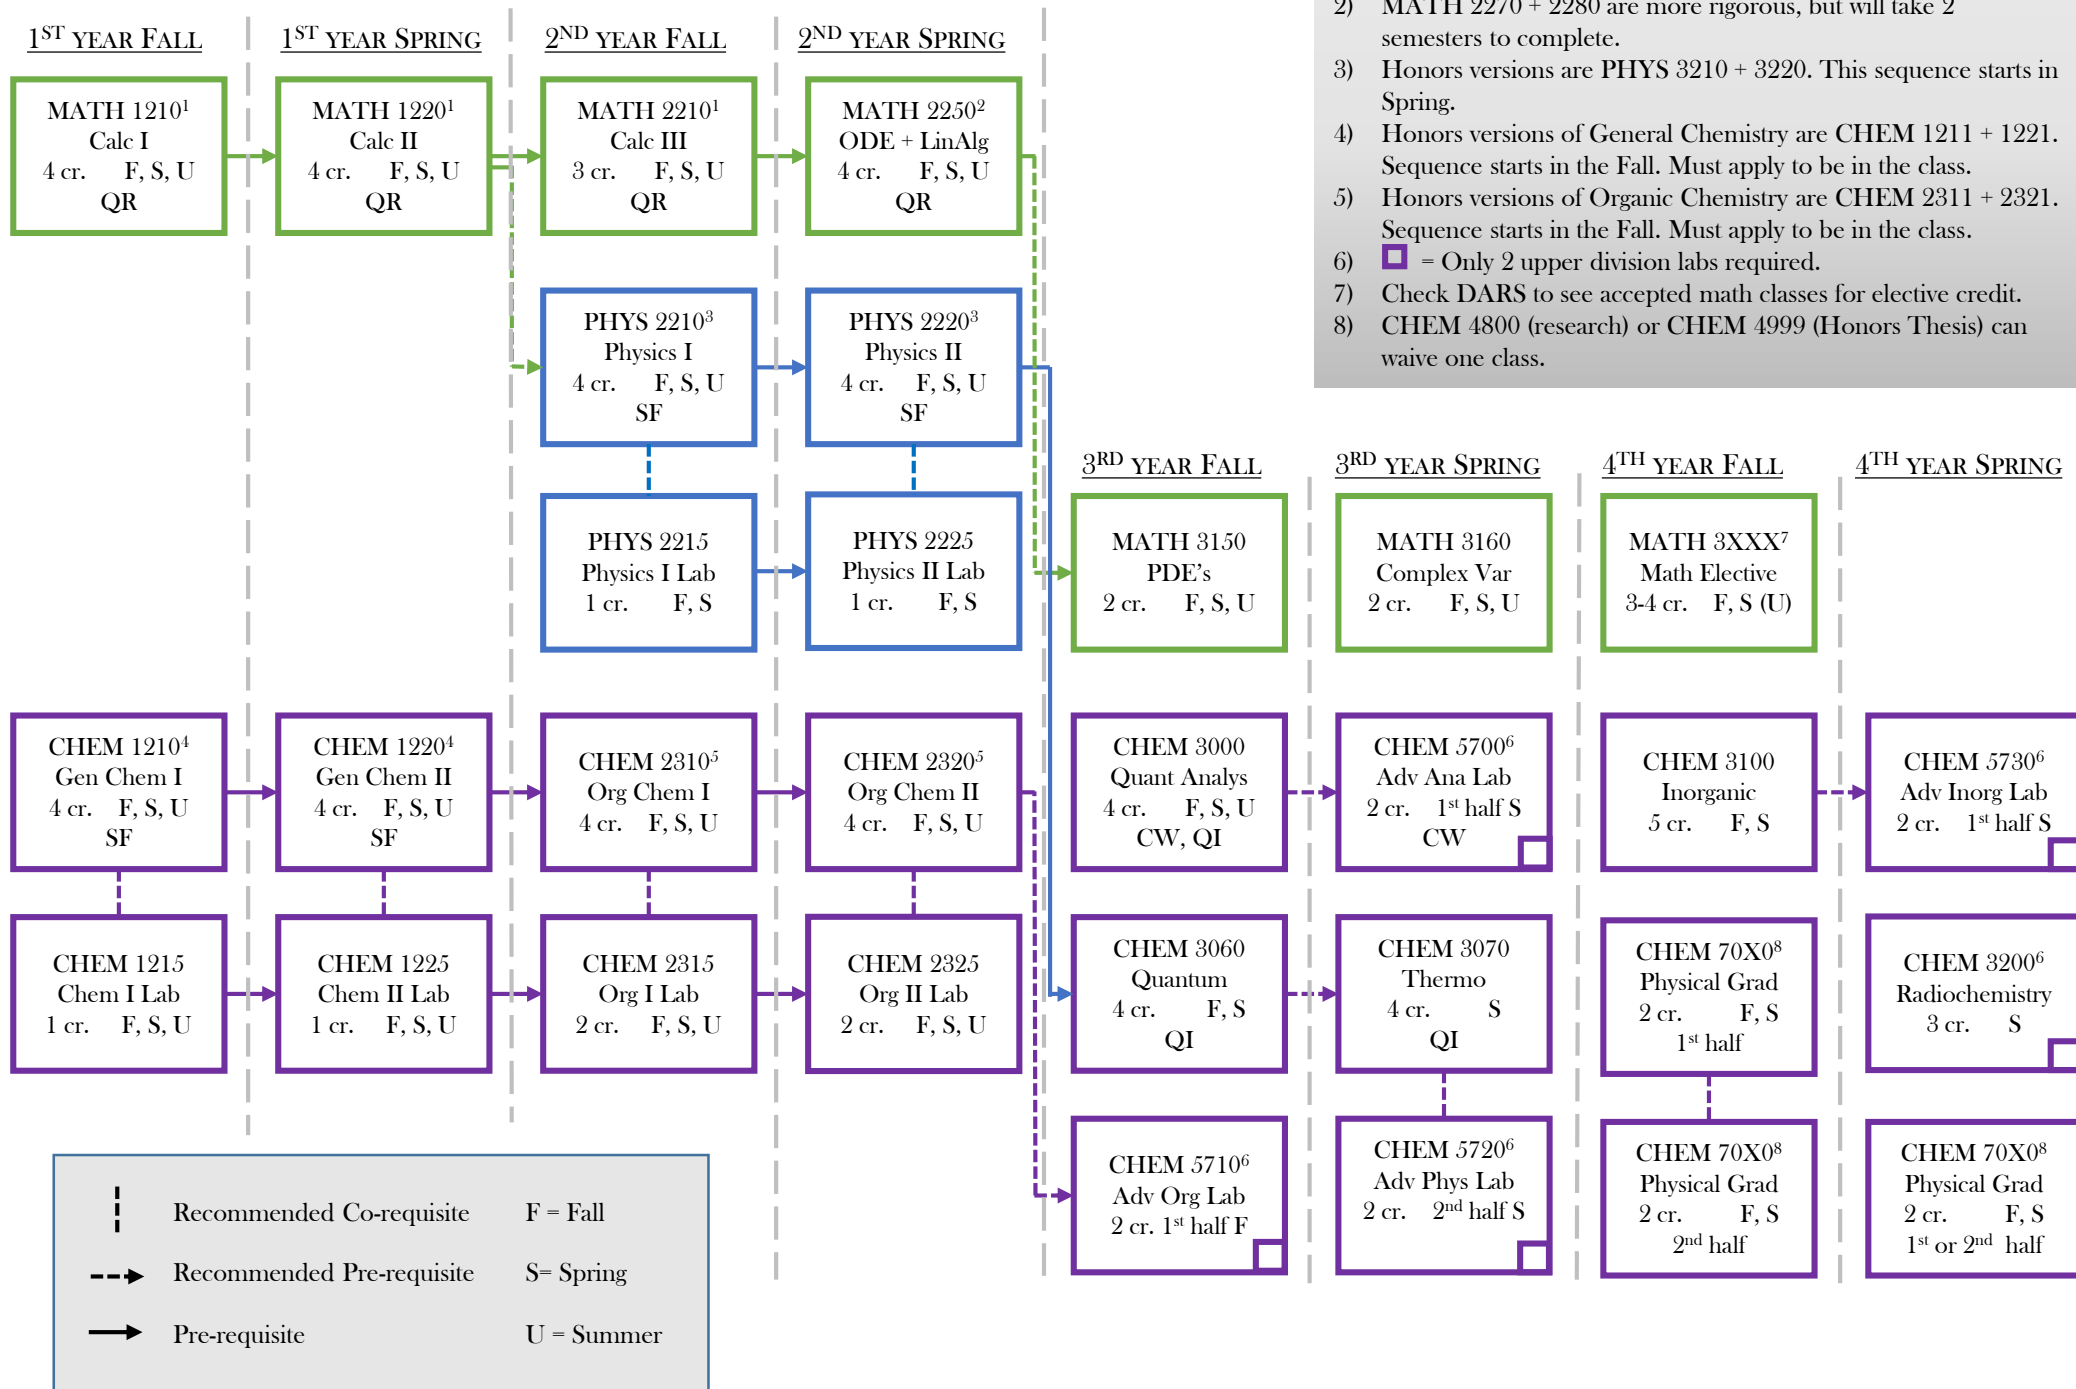 2) MATH 2270 + 2280 are more rigorous, but will take 2
semesters to complete.
3) Honors versions are PHYS 3210 + 3220. This sequence starts in
Spring.
4) Honors versions of General Chemistry are CHEM 1211 + 1221.
Sequence starts in the Fall. Must apply to be in the class.
5) Honors versions of Organic Chemistry are CHEM 2311 + 2321.
Sequence starts in the Fall. Must apply to be in the class.
6) = Only 2 upper division labs required.
7) Check DARS to see accepted math classes for elective credit.
8) CHEM 4800 (research) or CHEM 4999 (Honors Thesis) can
waive one class.
1ST YEAR FALL
1ST YEAR SPRING
2ND YEAR FALL
2ND YEAR SPRING
MATH 1210¹
Calc I
4 cr. F, S, U
QR
MATH 1220¹
Calc II
4 cr. F, S, U
QR
MATH 2210¹
Calc III
3 cr. F, S, U
QR
MATH 2250²
ODE + LinAlg
4 cr. F, S, U
QR
PHYS 2210³
Physics I
4 cr. F, S, U
SF
PHYS 2220³
Physics II
4 cr. F, S, U
SF
3RD YEAR FALL
3RD YEAR SPRING
4TH YEAR FALL
4TH YEAR SPRING
PHYS 2215
Physics I Lab
1 cr. F, S
PHYS 2225
Physics II Lab
1 cr. F, S
MATH 3150
PDE's
2 cr. F, S, U
MATH 3160
Complex Var
2 cr. F, S, U
MATH 3XXX⁷
Math Elective
3-4 cr. F, S (U)
CHEM 1210⁴
Gen Chem I
4 cr. F, S, U
SF
CHEM 1220⁴
Gen Chem II
4 cr. F, S, U
SF
CHEM 2310⁵
Org Chem I
4 cr. F, S, U
CHEM 2320⁵
Org Chem II
4 cr. F, S, U
CHEM 3000
Quant Analys
4 cr. F, S, U
CW, QI
CHEM 5700⁶
Adv Ana Lab
2 cr. 1st half S
CW
CHEM 3100
Inorganic
5 cr. F, S
CHEM 5730⁶
Adv Inorg Lab
2 cr. 1st half S
CHEM 1215
Chem I Lab
1 cr. F, S, U
CHEM 1225
Chem II Lab
1 cr. F, S, U
CHEM 2315
Org I Lab
2 cr. F, S, U
CHEM 2325
Org II Lab
2 cr. F, S, U
CHEM 3060
Quantum
4 cr. F, S
QI
CHEM 3070
Thermo
4 cr. S
QI
CHEM 70X0⁸
Physical Grad
2 cr. F, S
1st half
CHEM 3200⁶
Radiochemistry
3 cr. S
CHEM 5710⁶
Adv Org Lab
2 cr. 1st half F
CHEM 5720⁶
Adv Phys Lab
2 cr. 2nd half S
CHEM 70X0⁸
Physical Grad
2 cr. F, S
2nd half
CHEM 70X0⁸
Physical Grad
2 cr. F, S
1st or 2nd half
Recommended Co-requisite F = Fall
Recommended Pre-requisite S= Spring
Pre-requisite U = Summer